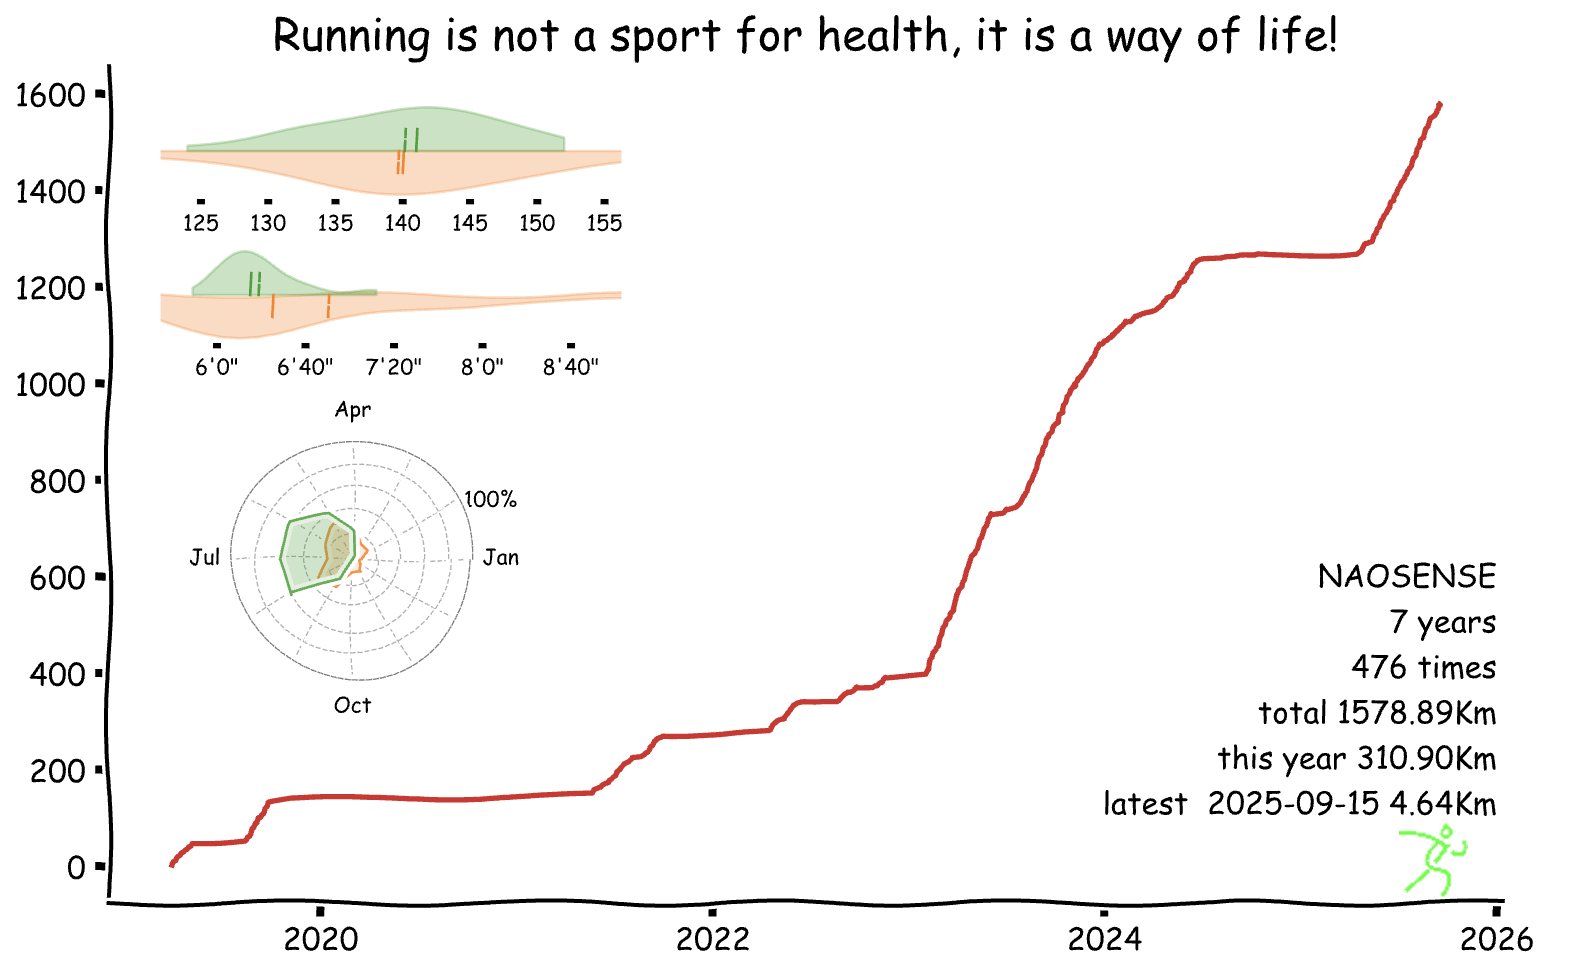 Running is not a sport for health, it is a way of life!
1600
1400
1200
1000
800
600
400
200
0
125 130 135 140 145 150 155
6'0" 6'40" 7'20" 8'0" 8'40"
Apr
100%
Jul
Jan
Oct
NAOSENSE
7 years
476 times
total 1578.89Km
this year 310.90Km
latest 2025-09-15 4.64Km
2020 2022 2024 2026